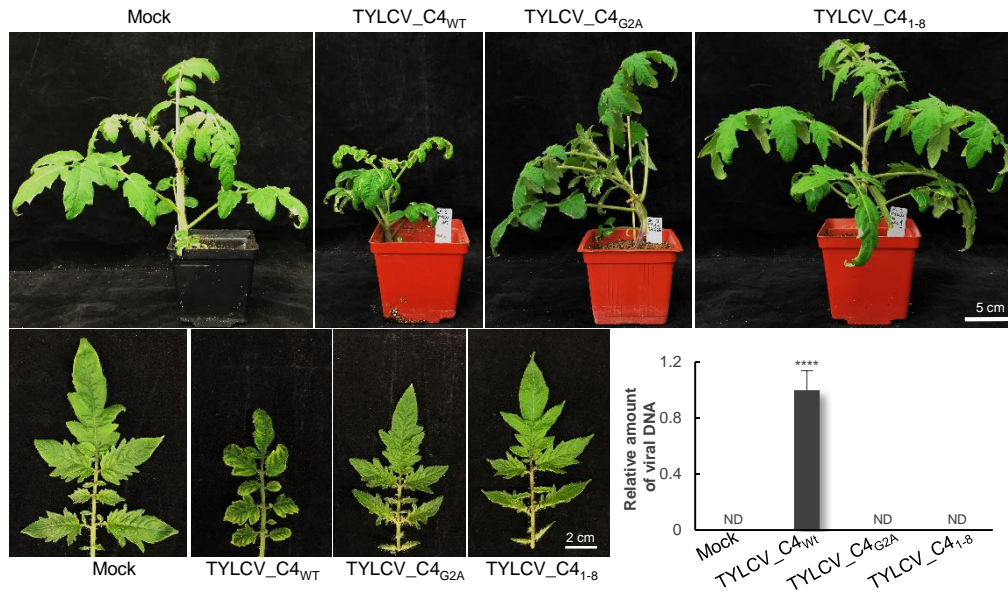 Mock
TYLCV_C4WT
TYLCV_C4G2A
TYLCV_C41-8
5 cm
2 cm
Mock
TYLCV_C4WT
TYLCV_C4G2A
TYLCV_C41-8
Relative amount
of viral DNA
1.2
0.8
0.4
0
ND
****
ND
ND
Mock
TYLCV_C4Wt
TYLCV_C4G2A
TYLCV_C41-8